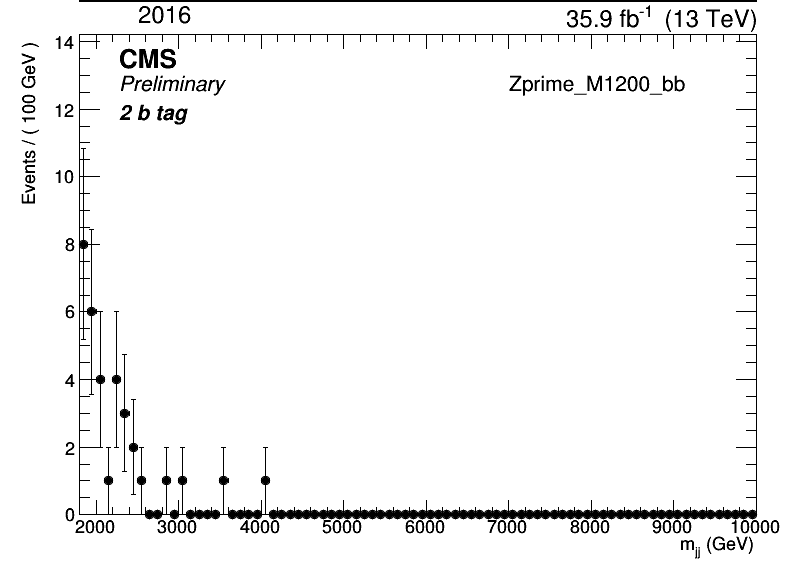 2016 35.9 fb⁻¹ (13 TeV)
CMS
Preliminary
Zprime_M1200_bb
2 b tag
Events / ( 100 GeV )
14
12
10
8
6
4
2
0
2000 3000 4000 5000 6000 7000 8000 9000 10000
m_jj (GeV)